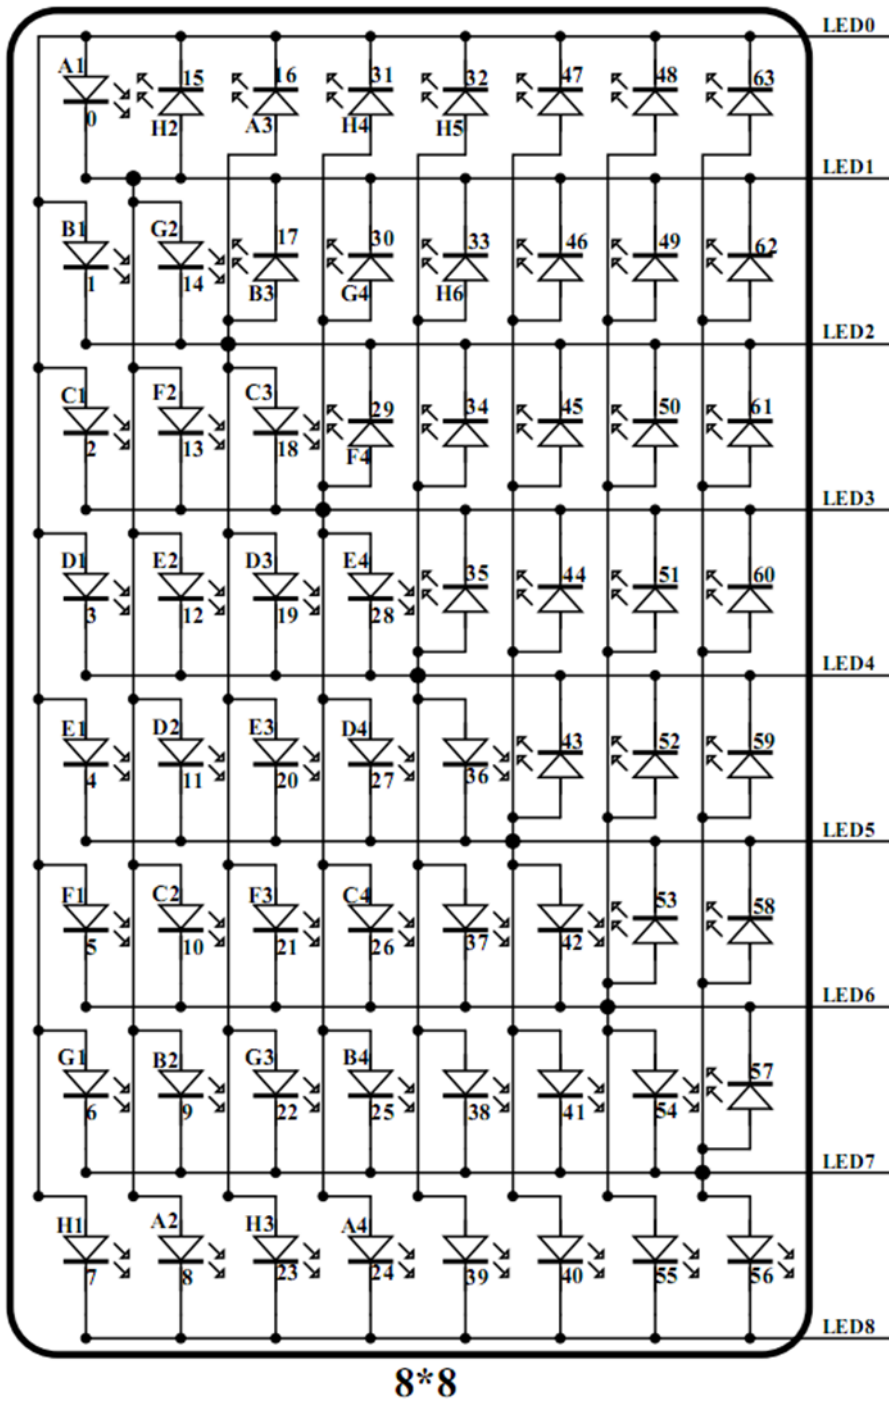 LED0
A1 15 16 31 32 47 48 63
0 H2 A3 H4 H5
LED1
B1 G2 17 30 33 46 49 62
1 14 B3 G4 H6
LED2
C1 F2 C3 29 34 45 50 61
2 13 18 F4
LED3
D1 E2 D3 E4 35 44 51 60
3 12 19 28
LED4
E1 D2 E3 D4 43 52 59
4 11 20 27 36
LED5
F1 C2 F3 C4 53 58
5 10 21 26 37 42
LED6
G1 B2 G3 B4 57
6 9 22 25 38 41 54
LED7
H1 A2 H3 A4
7 8 23 24 39 40 55 56
LED8
8*8